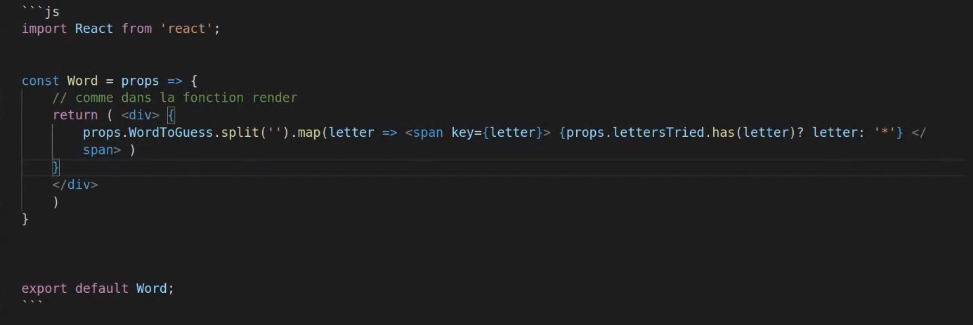 ```js
import React from 'react';
const Word = props => {
// comme dans la fonction render
return ( <div> {
props.WordToGuess.split('').map(letter => <span key={letter}> {props.lettersTried.has(letter)? letter: '*'} </
span> )
}
</div>
)
}
export default Word;
```